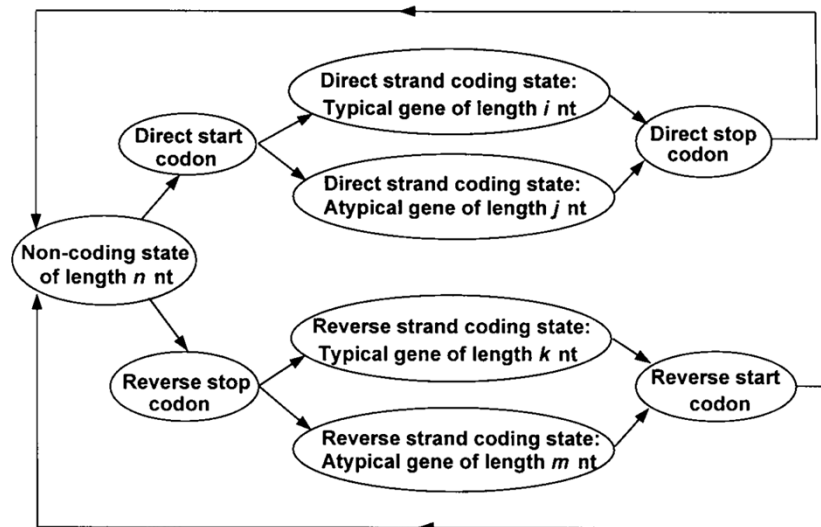 Direct strand coding state:
Typical gene of length i nt
Direct start
codon
Direct stop
codon
Direct strand coding state:
Atypical gene of length j nt
Non-coding state
of length n nt
Reverse strand coding state:
Typical gene of length k nt
Reverse stop
codon
Reverse start
codon
Reverse strand coding state:
Atypical gene of length m nt